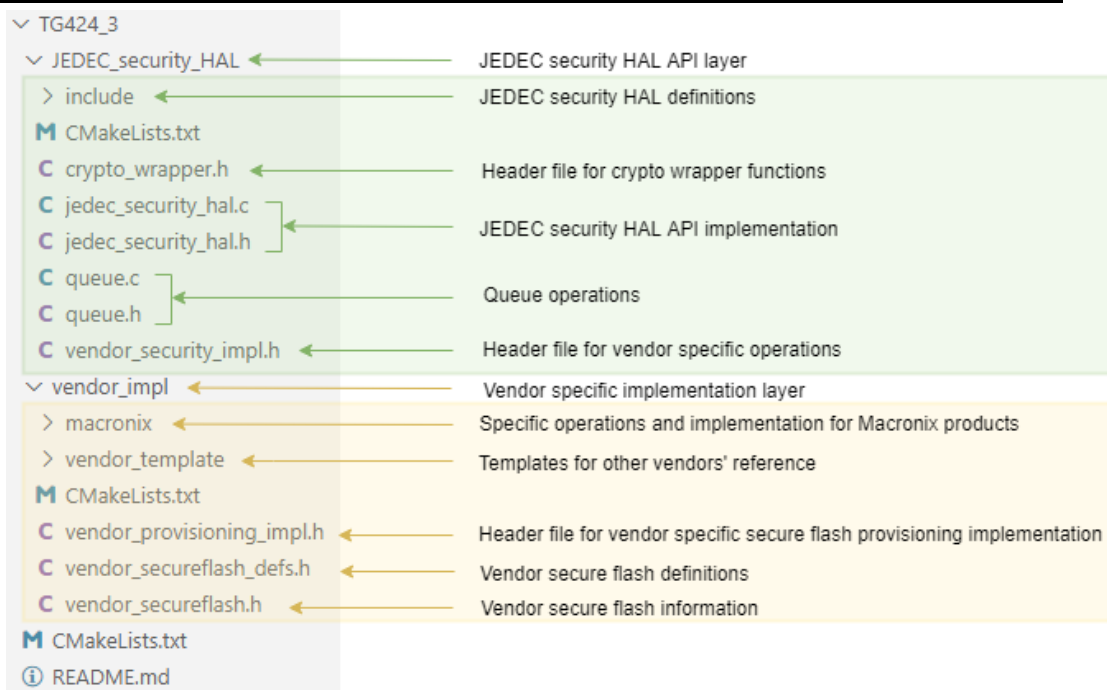 TG424_3
JEDEC_security_HAL JEDEC security HAL API layer
include JEDEC security HAL definitions
M CMakeLists.txt
C crypto_wrapper.h Header file for crypto wrapper functions
C jedec_security_hal.c
JEDEC security HAL API implementation
C jedec_security_hal.h
C queue.c
Queue operations
C queue.h
C vendor_security_impl.h Header file for vendor specific operations
vendor_impl Vendor specific implementation layer
macronix Specific operations and implementation for Macronix products
vendor_template Templates for other vendors' reference
M CMakeLists.txt
C vendor_provisioning_impl.h Header file for vendor specific secure flash provisioning implementation
C vendor_secureflash_defs.h Vendor secure flash definitions
C vendor_secureflash.h Vendor secure flash information
M CMakeLists.txt
README.md